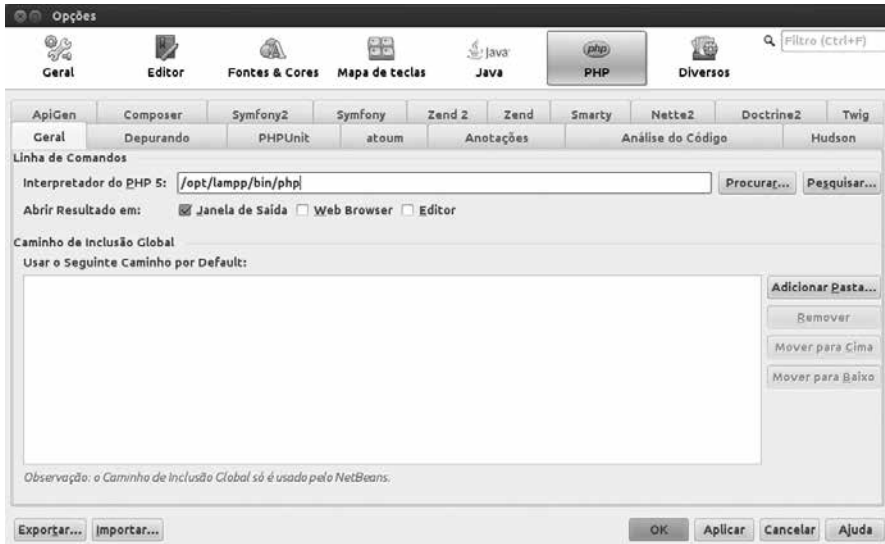 Opções
Filtro (Ctrl+F)
Geral Editor Fontes & Cores Mapa de teclas Java PHP Diversos
ApiGen Composer Symfony2 Symfony Zend 2 Zend Smarty Nette2 Doctrine2 Twig
Geral Depurando PHPUnit atoum Anotações Análise do Código Hudson
Linha de Comandos
Interpretador do PHP 5: /opt/lampp/bin/php Procurar... Pesquisar...
Abrir Resultado em: Janela de Saída Web Browser Editor
Caminho de Inclusão Global
Usar o Seguinte Caminho por Default:
Adicionar Pasta...
Remover
Mover para Cima
Mover para Baixo
Observação: o Caminho de Inclusão Global só é usado pelo NetBeans.
Exportar... Importar... OK Aplicar Cancelar Ajuda